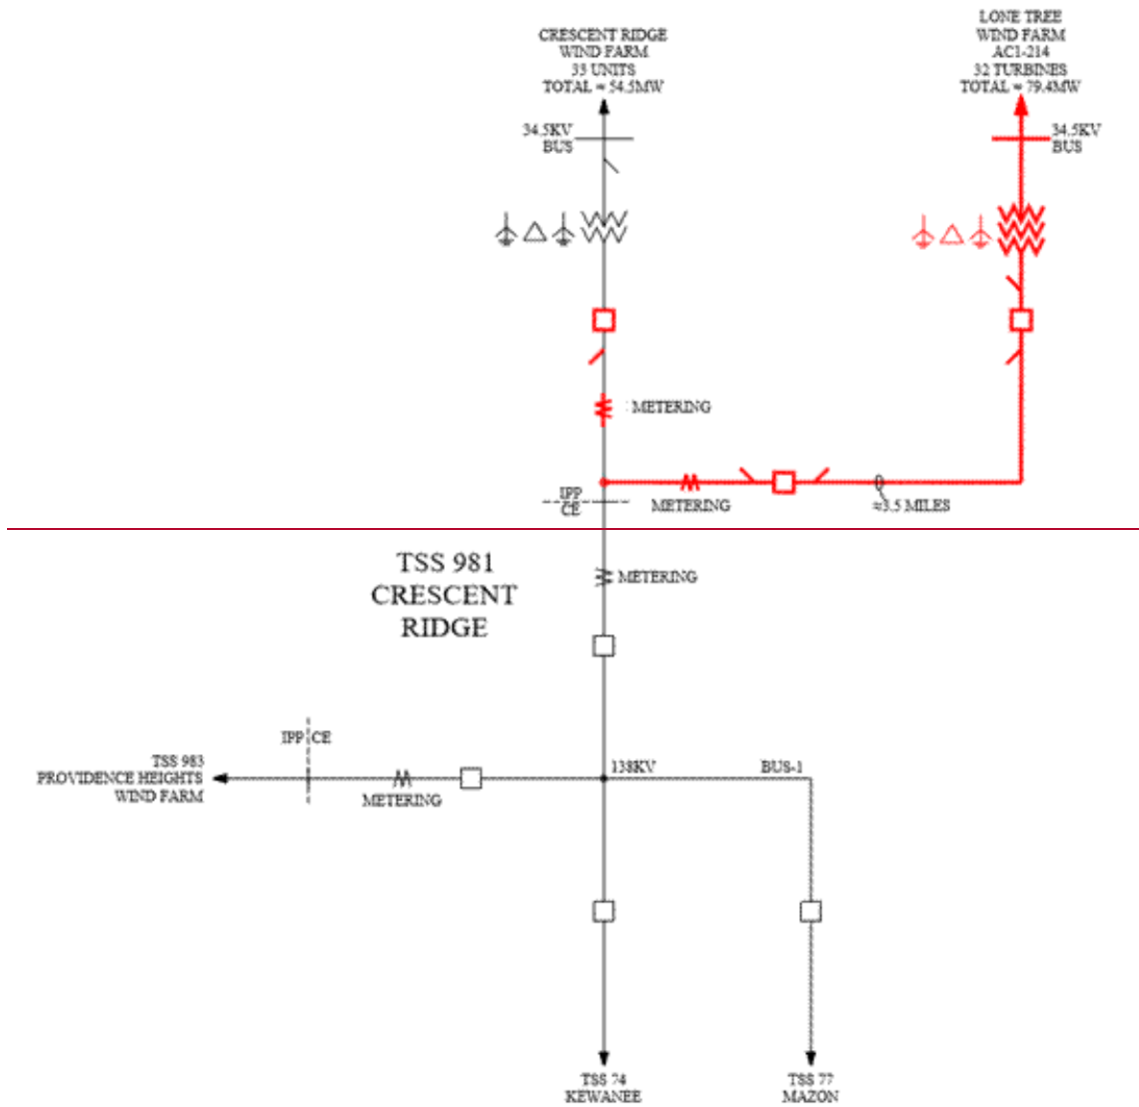 CRESCENT RIDGE
WIND FARM
33 UNITS
TOTAL = 54.5MW
LONE TREE
WIND FARM
AC1-214
32 TURBINES
TOTAL = 79.4MW
34.5KV
BUS
34.5KV
BUS
METERING
IPP
CE
METERING
≈3.5 MILES
TSS 981
CRESCENT
RIDGE
METERING
IPP CE
TSS 983
PROVIDENCE HEIGHTS
WIND FARM
METERING
138KV
BUS-1
TSS 74
KEWANEE
TSS 77
MAZON